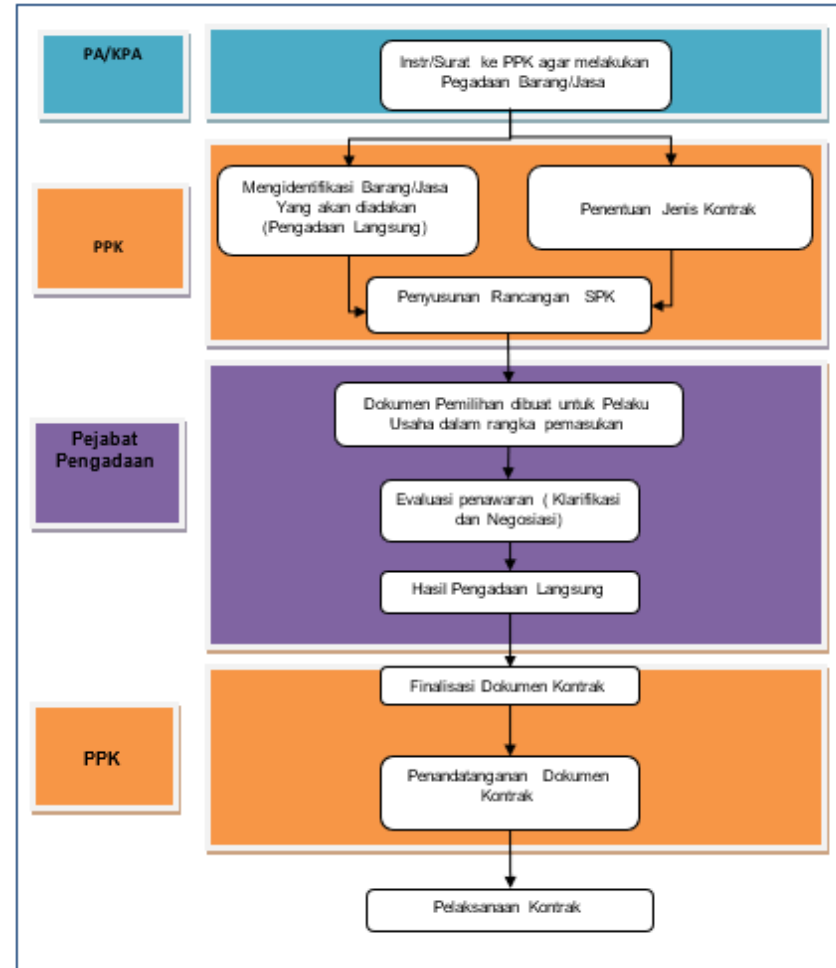 PA/KPA
Instr/Surat ke PPK agar melakukan
Pegadaan Barang/Jasa
PPK
Mengidentifikasi Barang/Jasa
Yang akan diadakan
(Pengadaan Langsung)
Penentuan Jenis Kontrak
Penyusunan Rancangan SPK
Pejabat
Pengadaan
Dokumen Pemilihan dibuat untuk Pelaku
Usaha dalam rangka pemasukan
Evaluasi penawaran ( Klarifikasi
dan Negosiasi)
Hasil Pengadaan Langsung
PPK
Finalisasi Dokumen Kontrak
Penandatanganan Dokumen
Kontrak
Pelaksanaan Kontrak